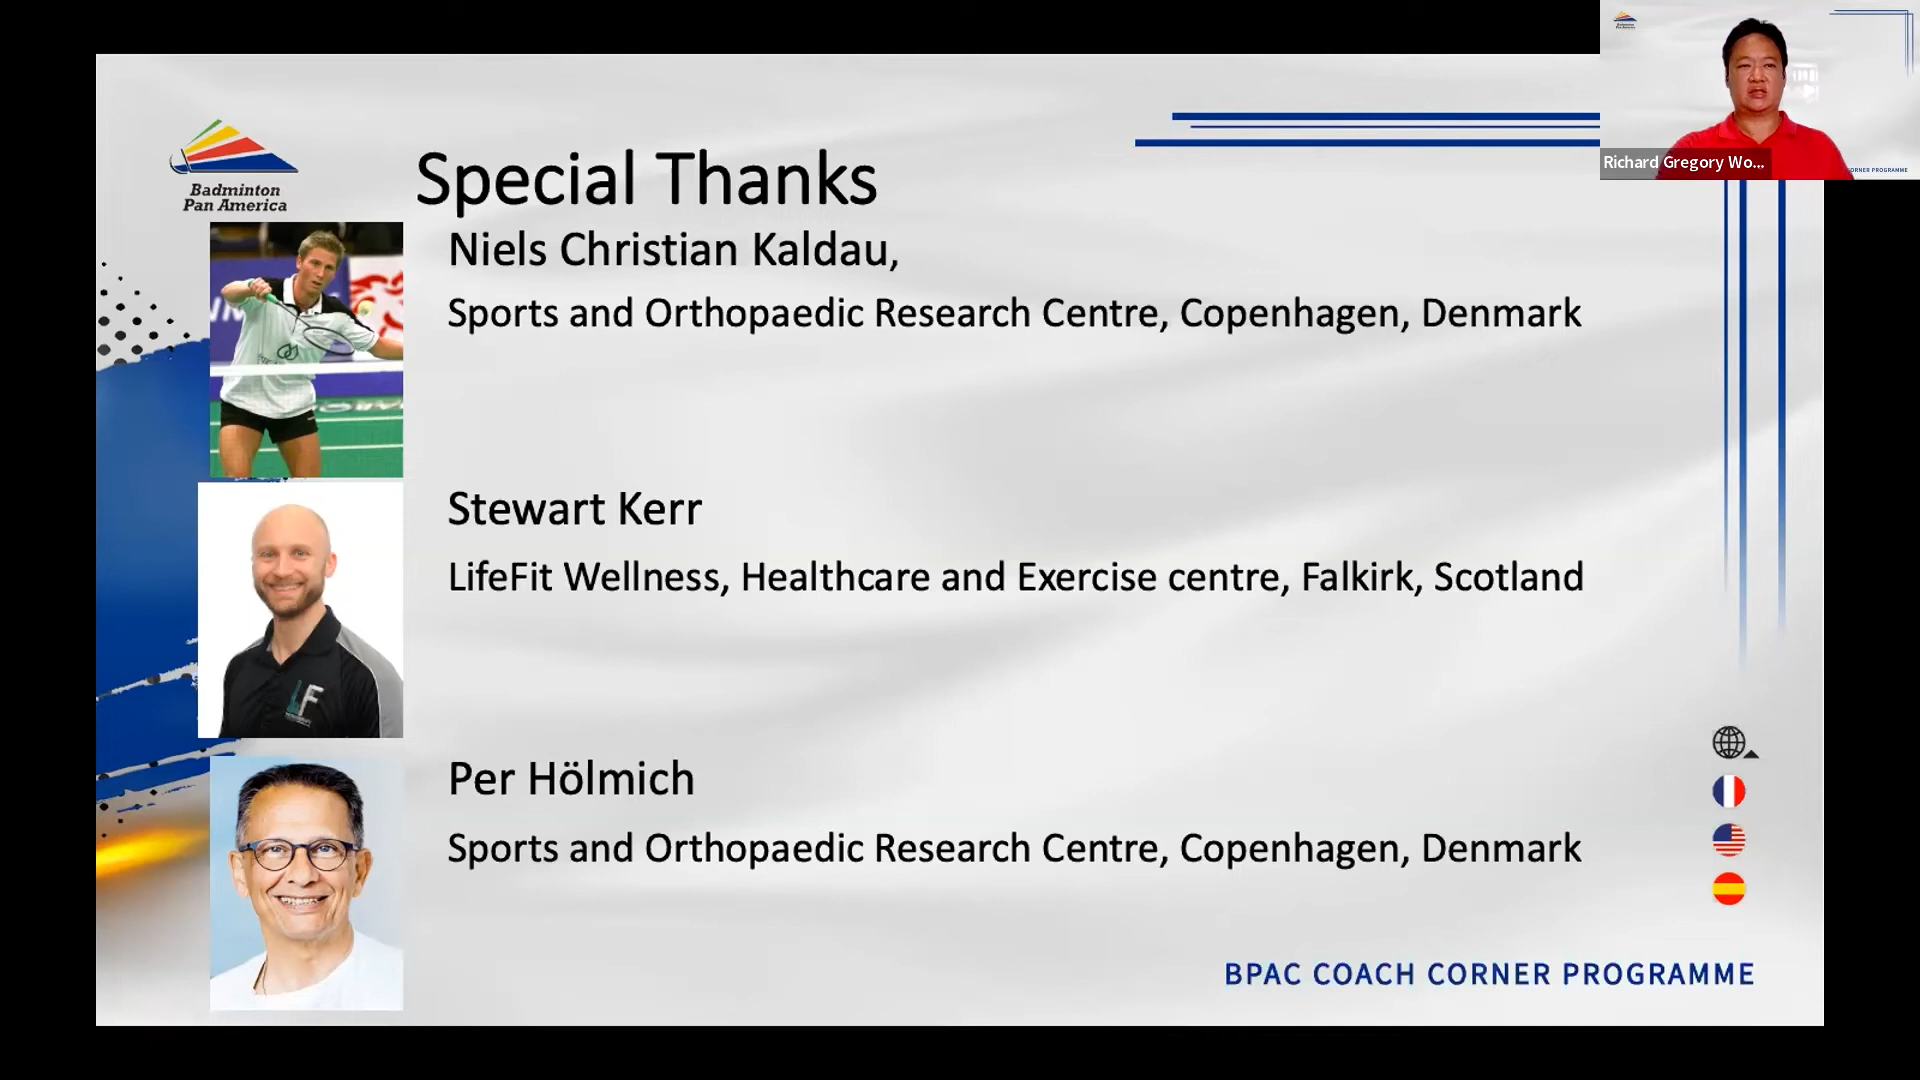 Badminton
Pan America
Special Thanks
Niels Christian Kaldau,
Sports and Orthopaedic Research Centre, Copenhagen, Denmark
Stewart Kerr
LifeFit Wellness, Healthcare and Exercise centre, Falkirk, Scotland
Per Hölmich
Sports and Orthopaedic Research Centre, Copenhagen, Denmark
BPAC COACH CORNER PROGRAMME
Richard Gregory Wo...
CORNER PROGRAMME